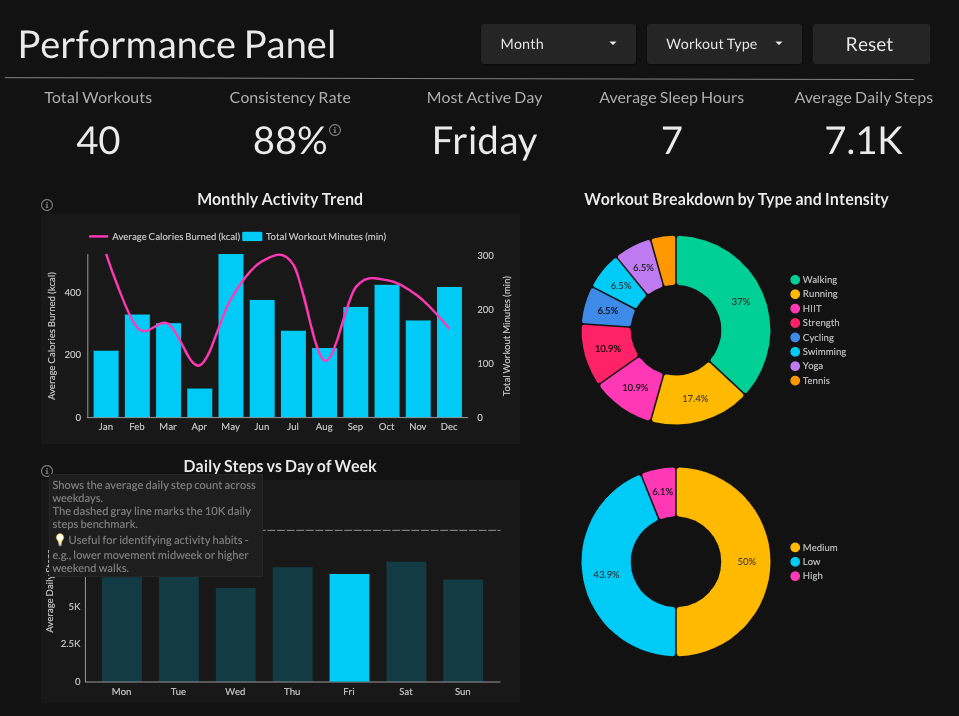 Performance Panel
Month
Workout Type
Reset
Total Workouts
Consistency Rate
Most Active Day
Average Sleep Hours
Average Daily Steps
40
88%
Friday
7
7.1K
Monthly Activity Trend
Average Calories Burned (kcal)
Total Workout Minutes (min)
Average Calories Burned (kcal)
400
200
0
Total Workout Minutes (min)
300
200
100
0
Jan Feb Mar Apr May Jun Jul Aug Sep Oct Nov Dec
Workout Breakdown by Type and Intensity
37%
17.4%
10.9%
10.9%
6.5%
6.5%
6.5%
Walking
Running
HIIT
Strength
Cycling
Swimming
Yoga
Tennis
Daily Steps vs Day of Week
Shows the average daily step count across
weekdays.
The dashed gray line marks the 10K daily
steps benchmark.
💡 Useful for identifying activity habits -
e.g., lower movement midweek or higher
weekend walks.
Average Daily
5K
2.5K
0
Mon Tue Wed Thu Fri Sat Sun
6.1%
43.9%
50%
Medium
Low
High